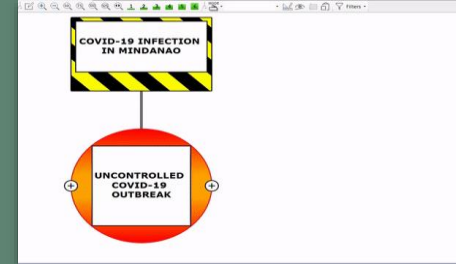 Filters
COVID-19 INFECTION
IN MINDANAO
UNCONTROLLED
COVID-19
OUTBREAK